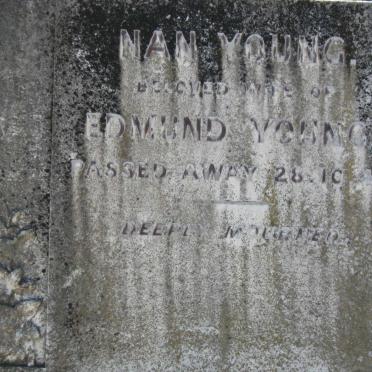 NAN YOUNG,
BELOVED WIFE OF
EDMUND YOUNG
PASSED AWAY 28.10.
DEEPLY MOURNED.